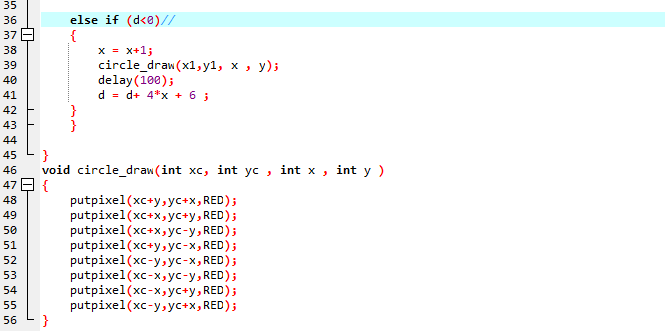 35
36 else if (d<0)//
37 {
38 x = x+1;
39 circle_draw(x1,y1, x , y);
40 delay(100);
41 d = d+ 4*x + 6 ;
42 }
43 }
44
45 }
46 void circle_draw(int xc, int yc , int x , int y )
47 {
48 putpixel(xc+y,yc+x,RED);
49 putpixel(xc+x,yc+y,RED);
50 putpixel(xc+x,yc-y,RED);
51 putpixel(xc+y,yc-x,RED);
52 putpixel(xc-y,yc-x,RED);
53 putpixel(xc-x,yc-y,RED);
54 putpixel(xc-x,yc+y,RED);
55 putpixel(xc-y,yc+x,RED);
56 }